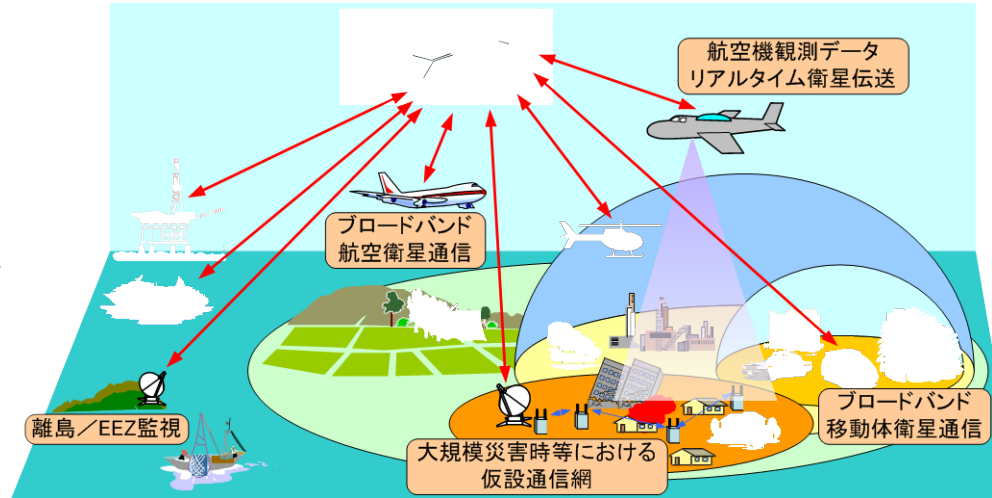 航空機観測データ
リアルタイム衛星伝送
ブロードバンド
航空衛星通信
離島／EEZ監視
大規模災害時等における
仮設通信網
ブロードバンド
移動体衛星通信